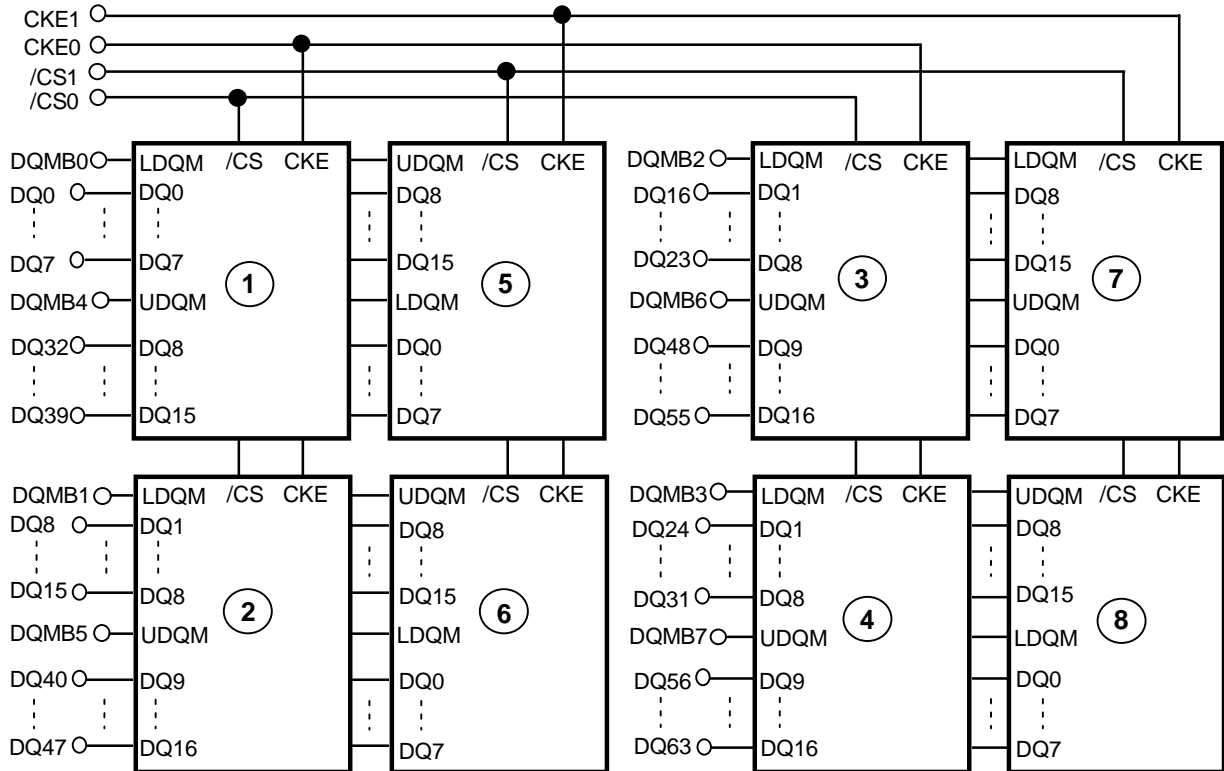 CKE1
CKE0
/CS1
/CS0
DQMB0 LDQM /CS CKE UDQM /CS CKE DQMB2 LDQM /CS CKE LDQM /CS CKE
DQ0 DQ0 DQ8 DQ16 DQ1 DQ8
DQ7 DQ7 DQ15 DQ23 DQ8 DQ15
1 5 3 7
DQMB4 UDQM LDQM DQMB6 UDQM UDQM
DQ32 DQ8 DQ0 DQ48 DQ9 DQ0
DQ39 DQ15 DQ7 DQ55 DQ16 DQ7
DQMB1 LDQM /CS CKE UDQM /CS CKE DQMB3 LDQM /CS CKE UDQM /CS CKE
DQ8 DQ1 DQ8 DQ24 DQ1 DQ8
DQ15 DQ8 DQ15 DQ31 DQ8 DQ15
2 6 4 8
DQMB5 UDQM LDQM DQMB7 UDQM LDQM
DQ40 DQ9 DQ0 DQ56 DQ9 DQ0
DQ47 DQ16 DQ7 DQ63 DQ16 DQ7